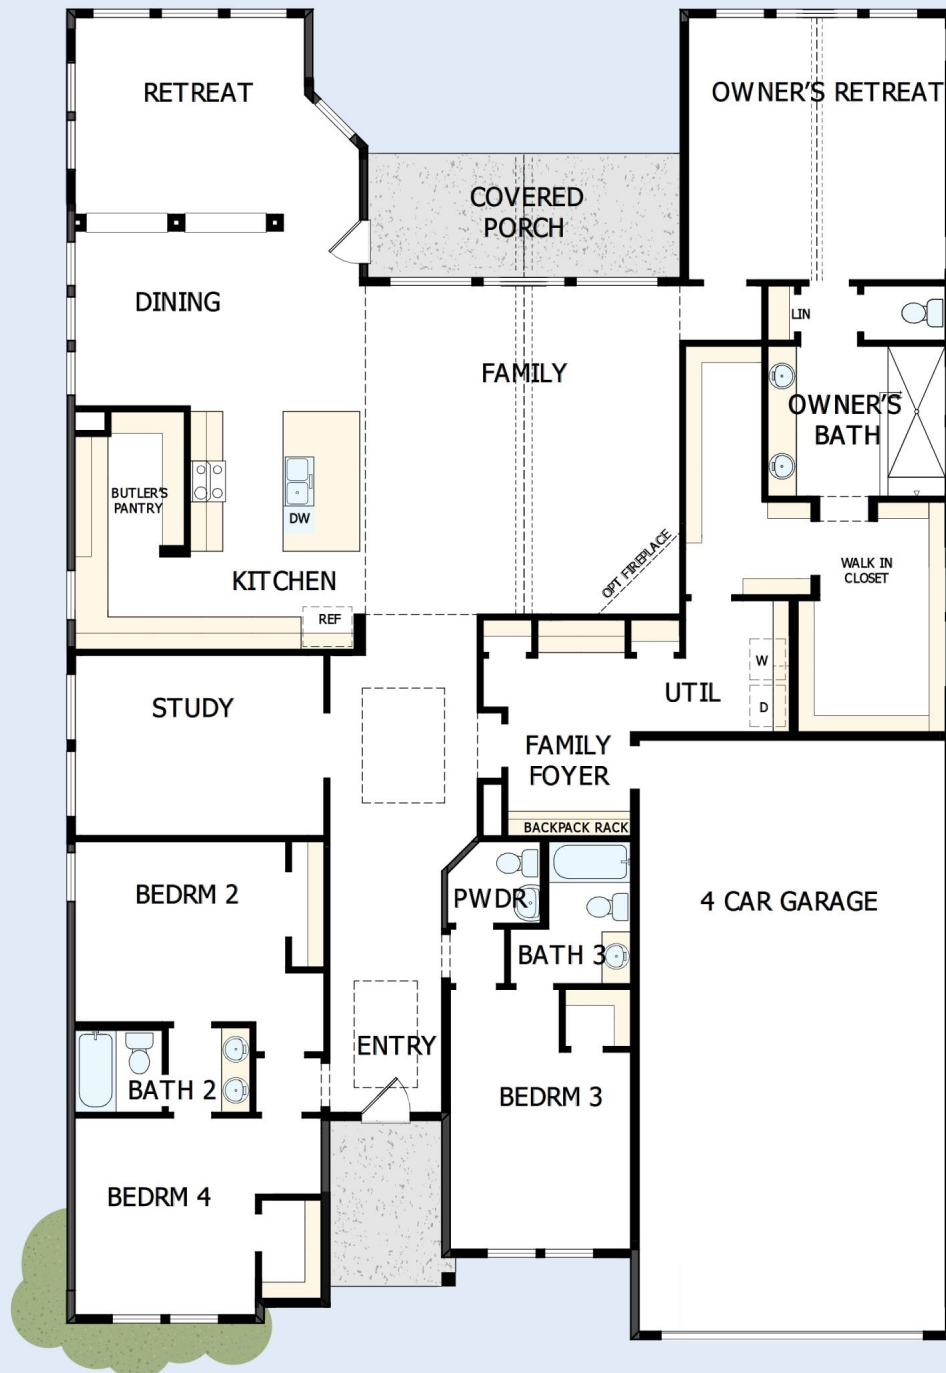 RETREAT
OWNER'S RETREAT
COVERED
PORCH
DINING
LIN
FAMILY
OWNER'S
BATH
BUTLER'S
PANTRY
DW
OPT FIREPLACE
WALK IN
CLOSET
KITCHEN
REF
W
UTIL
D
STUDY
FAMILY
FOYER
BACKPACK RACK
BEDRM 2
PWDR
4 CAR GARAGE
BATH 3
ENTRY
BATH 2
BEDRM 3
BEDRM 4